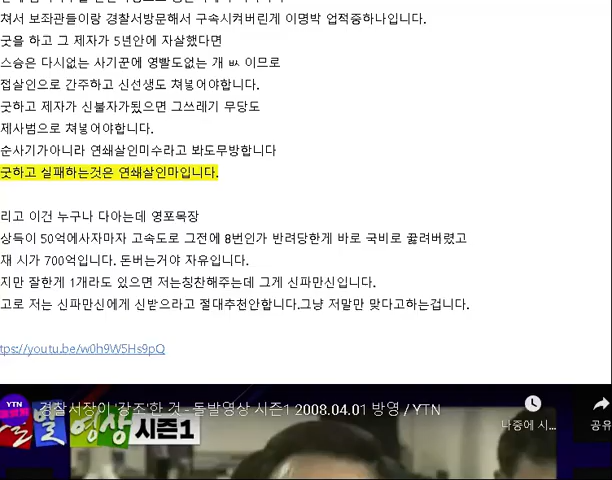 쳐서 보좌관들이랑 경찰서방문해서 구속시켜버린게 이명박 업적중하나입니다.
굿을 하고 그 제자가 5년안에 자살했다면
스승은 다시없는 사기꾼에 영빨도없는 개 ㅄ 이므로
접살인으로 간주하고 신선생도 쳐넣어야합니다.
굿하고 제자가 신불자가됬으면 그쓰레기 무당도
제사범으로 쳐넣어야합니다.
순사기가아니라 연쇄살인미수라고 봐도무방합니다
굿하고 실패하는것은 연쇄살인마입니다.
리고 이건 누구나 다아는데 영포목장
상득이 50억에사자마자 고속도로 그전에 8번인가 반려당한게 바로 국비로 꿇려버렸고
재 시가 700억입니다. 돈버는거야 자유입니다.
지만 잘한게 1개라도 있으면 저는칭찬해주는데 그게 신파만신입니다.
고로 저는 신파만신에게 신받으라고 절대추천안합니다.그냥 저말만 맞다고하는겁니다.
tps://youtu.be/w0h9W5Hs9pQ
YTN
경찰서장이 '강조'한 것 - 돌발영상 시즌1 2008.04.01 방영 / YTN
발영상 시즌1
나중에 시...
공유